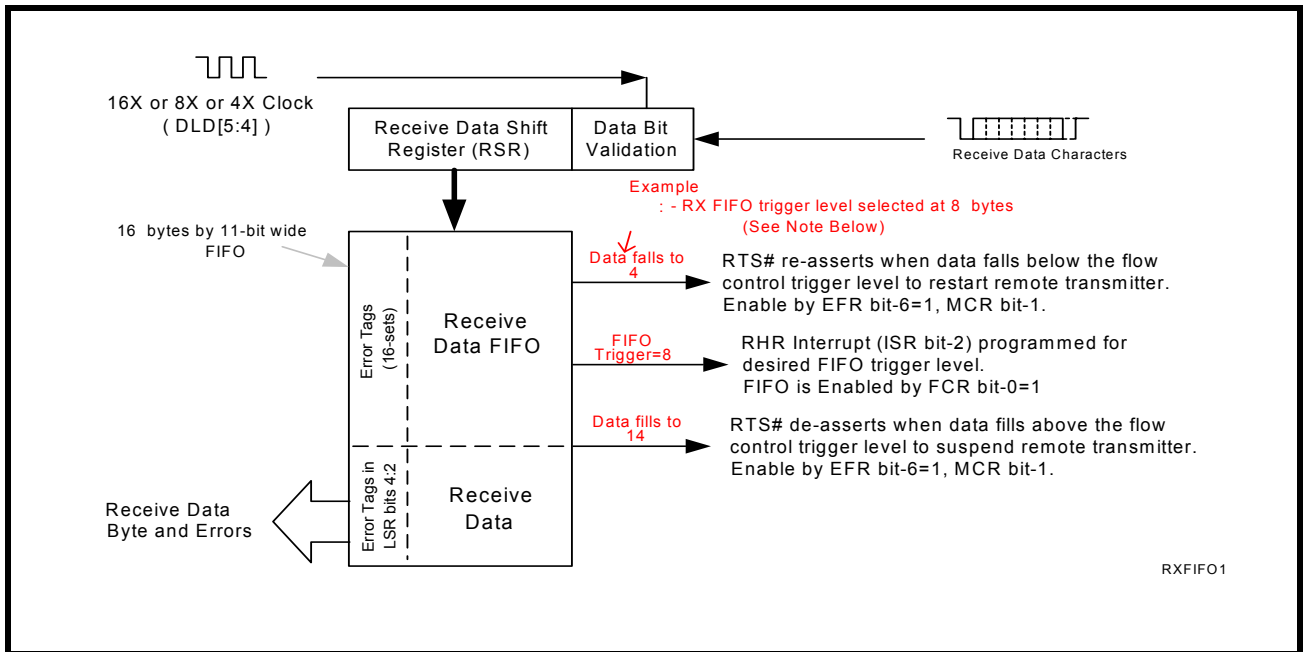 16X or 8X or 4X Clock
( DLD[5:4] )
Receive Data Shift
Register (RSR)
Data Bit
Validation
Receive Data Characters
Example
: - RX FIFO trigger level selected at 8 bytes
(See Note Below)
16 bytes by 11-bit wide
FIFO
Error Tags
(16-sets)
Receive
Data FIFO
Data falls to
4
RTS# re-asserts when data falls below the flow
control trigger level to restart remote transmitter.
Enable by EFR bit-6=1, MCR bit-1.
FIFO
Trigger=8
RHR Interrupt (ISR bit-2) programmed for
desired FIFO trigger level.
FIFO is Enabled by FCR bit-0=1
Data fills to
14
RTS# de-asserts when data fills above the flow
control trigger level to suspend remote transmitter.
Enable by EFR bit-6=1, MCR bit-1.
Error Tags in
LSR bits 4:2
Receive
Data
Receive Data
Byte and Errors
RXFIFO1